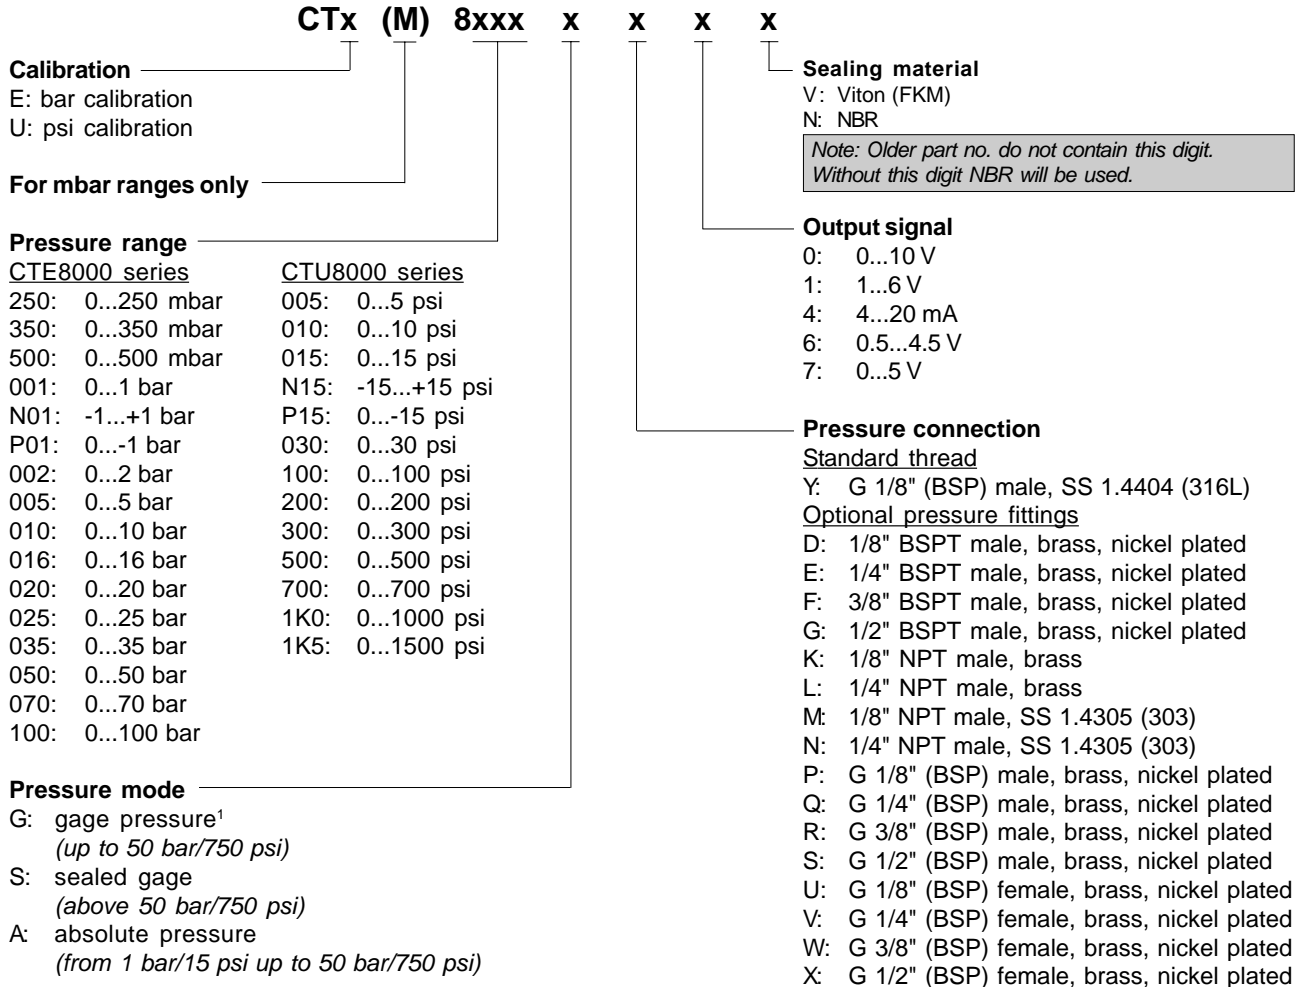 CTx (M) 8xxx x x x x
Calibration
E: bar calibration
U: psi calibration
For mbar ranges only
Pressure range
CTE8000 series
250: 0...250 mbar
350: 0...350 mbar
500: 0...500 mbar
001: 0...1 bar
N01: -1...+1 bar
P01: 0...-1 bar
002: 0...2 bar
005: 0...5 bar
010: 0...10 bar
016: 0...16 bar
020: 0...20 bar
025: 0...25 bar
035: 0...35 bar
050: 0...50 bar
070: 0...70 bar
100: 0...100 bar
CTU8000 series
005: 0...5 psi
010: 0...10 psi
015: 0...15 psi
N15: -15...+15 psi
P15: 0...-15 psi
030: 0...30 psi
100: 0...100 psi
200: 0...200 psi
300: 0...300 psi
500: 0...500 psi
700: 0...700 psi
1K0: 0...1000 psi
1K5: 0...1500 psi
Pressure mode
G: gage pressure¹
(up to 50 bar/750 psi)
S: sealed gage
(above 50 bar/750 psi)
A: absolute pressure
(from 1 bar/15 psi up to 50 bar/750 psi)
Sealing material
V: Viton (FKM)
N: NBR
Note: Older part no. do not contain this digit.
Without this digit NBR will be used.
Output signal
0: 0...10 V
1: 1...6 V
4: 4...20 mA
6: 0.5...4.5 V
7: 0...5 V
Pressure connection
Standard thread
Y: G 1/8" (BSP) male, SS 1.4404 (316L)
Optional pressure fittings
D: 1/8" BSPT male, brass, nickel plated
E: 1/4" BSPT male, brass, nickel plated
F: 3/8" BSPT male, brass, nickel plated
G: 1/2" BSPT male, brass, nickel plated
K: 1/8" NPT male, brass
L: 1/4" NPT male, brass
M: 1/8" NPT male, SS 1.4305 (303)
N: 1/4" NPT male, SS 1.4305 (303)
P: G 1/8" (BSP) male, brass, nickel plated
Q: G 1/4" (BSP) male, brass, nickel plated
R: G 3/8" (BSP) male, brass, nickel plated
S: G 1/2" (BSP) male, brass, nickel plated
U: G 1/8" (BSP) female, brass, nickel plated
V: G 1/4" (BSP) female, brass, nickel plated
W: G 3/8" (BSP) female, brass, nickel plated
X: G 1/2" (BSP) female, brass, nickel plated